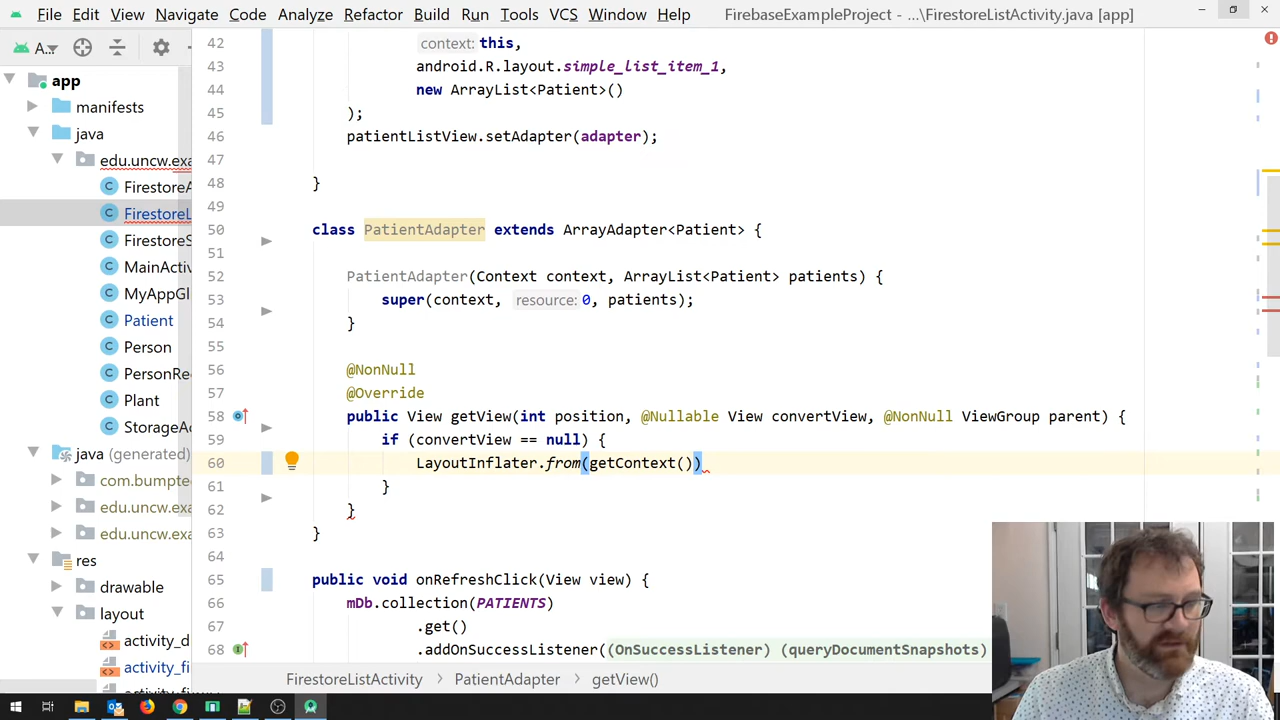 File Edit View Navigate Code Analyze Refactor Build Run Tools VCS Window Help FirebaseExampleProject - ...\FirestoreListActivity.java [app]
A...
app
manifests
java
edu.uncw.exa
FirestoreA
FirestoreL
FirestoreS
MainActiv
MyAppGl
Patient
Person
PersonRe
Plant
StorageAc
java (generated)
com.bumpte
edu.uncw.exa
edu.uncw.exa
res
drawable
layout
activity_d
activity_fi
42 context: this,
43 android.R.layout.simple_list_item_1,
44 new ArrayList<Patient>()
45 );
46 patientListView.setAdapter(adapter);
47
48 }
49
50 class PatientAdapter extends ArrayAdapter<Patient> {
51
52 PatientAdapter(Context context, ArrayList<Patient> patients) {
53 super(context, resource: 0, patients);
54 }
55
56 @NonNull
57 @Override
58 public View getView(int position, @Nullable View convertView, @NonNull ViewGroup parent) {
59 if (convertView == null) {
60 LayoutInflater.from(getContext())
61 }
62 }
63 }
64
65 public void onRefreshClick(View view) {
66 mDb.collection(PATIENTS)
67 .get()
68 .addOnSuccessListener((OnSuccessListener) (queryDocumentSnapshots)
FirestoreListActivity PatientAdapter getView()